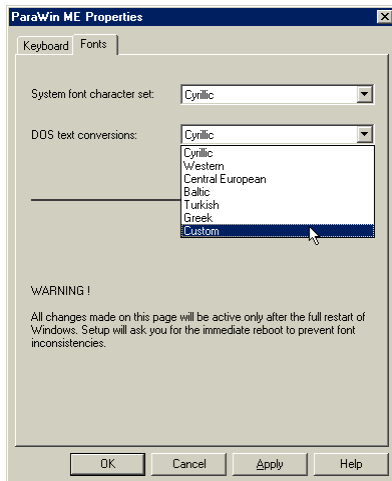 ParaWin ME Properties
Keyboard Fonts
System font character set: Cyrillic
DOS text conversions: Cyrillic
Cyrillic
Western
Central European
Baltic
Turkish
Greek
Custom
WARNING !
All changes made on this page will be active only after the full restart of
Windows. Setup will ask you for the immediate reboot to prevent font
inconsistencies.
OK Cancel Apply Help